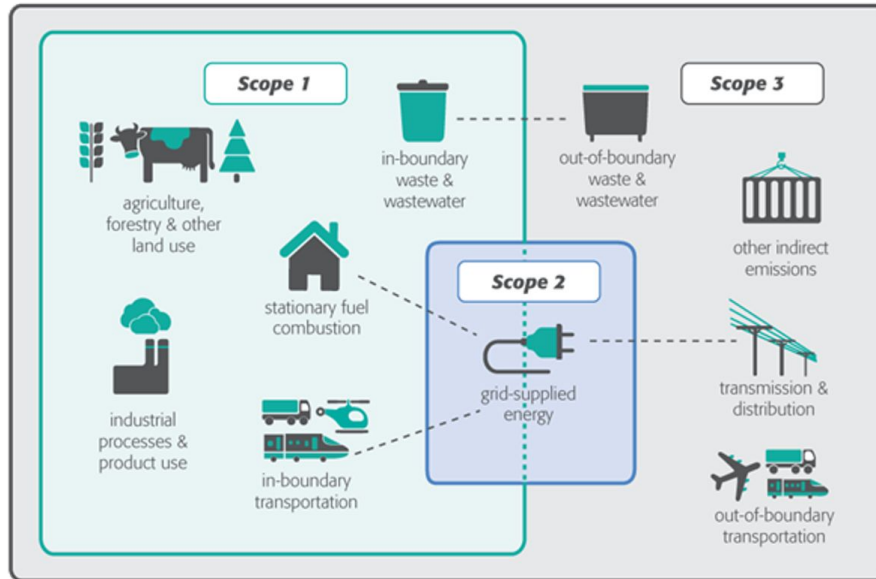 Scope 1
Scope 3
in-boundary
waste &
wastewater
out-of-boundary
waste &
wastewater
agriculture,
forestry & other
land use
other indirect
emissions
Scope 2
stationary fuel
combustion
grid-supplied
energy
transmission &
distribution
industrial
processes &
product use
in-boundary
transportation
out-of-boundary
transportation